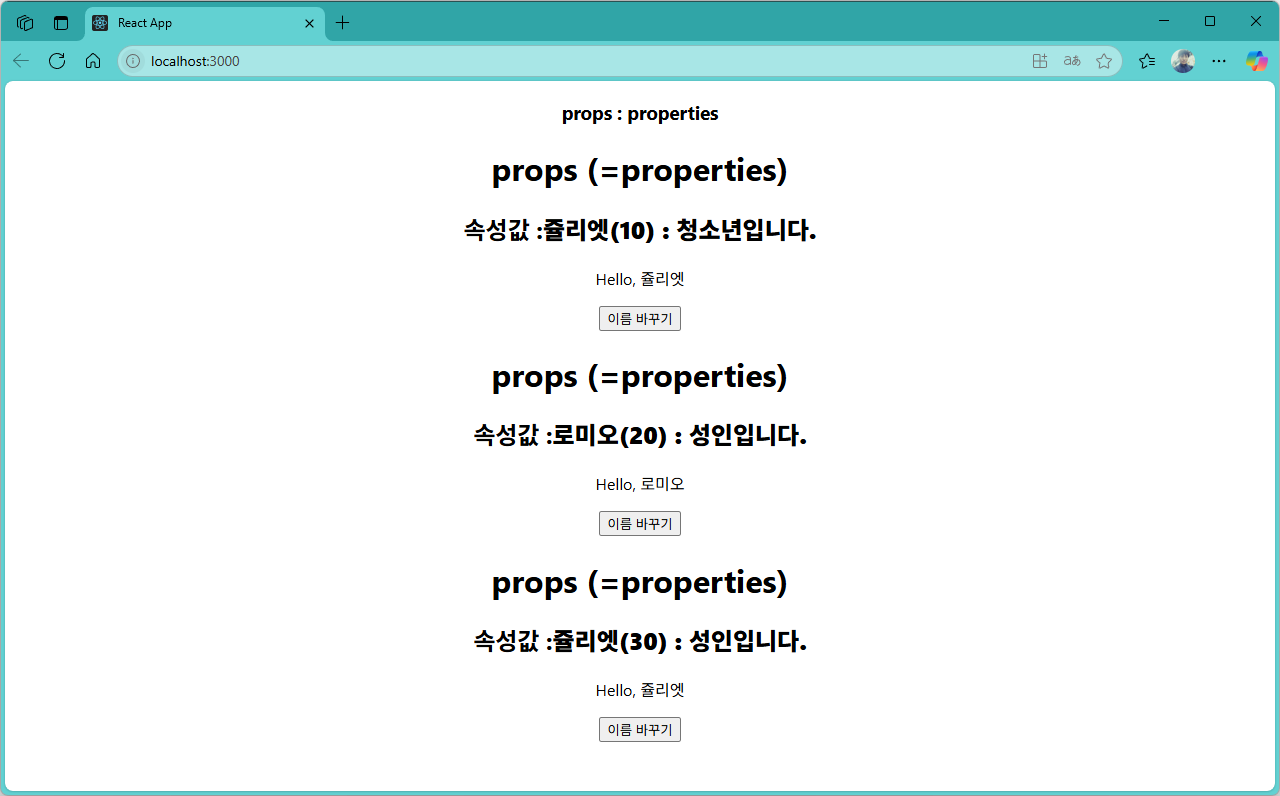 React App
localhost:3000
aあ
props : properties
props (=properties)
속성값 :쥴리엣(10) : 청소년입니다.
Hello, 쥴리엣
이름 바꾸기
props (=properties)
속성값 :로미오(20) : 성인입니다.
Hello, 로미오
이름 바꾸기
props (=properties)
속성값 :쥴리엣(30) : 성인입니다.
Hello, 쥴리엣
이름 바꾸기